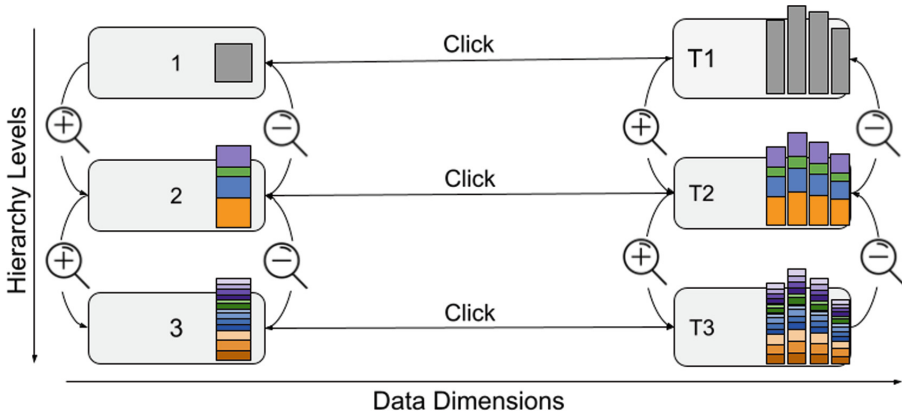 Hierarchy Levels
1
Click
T1
2
Click
T2
3
Click
T3
Data Dimensions